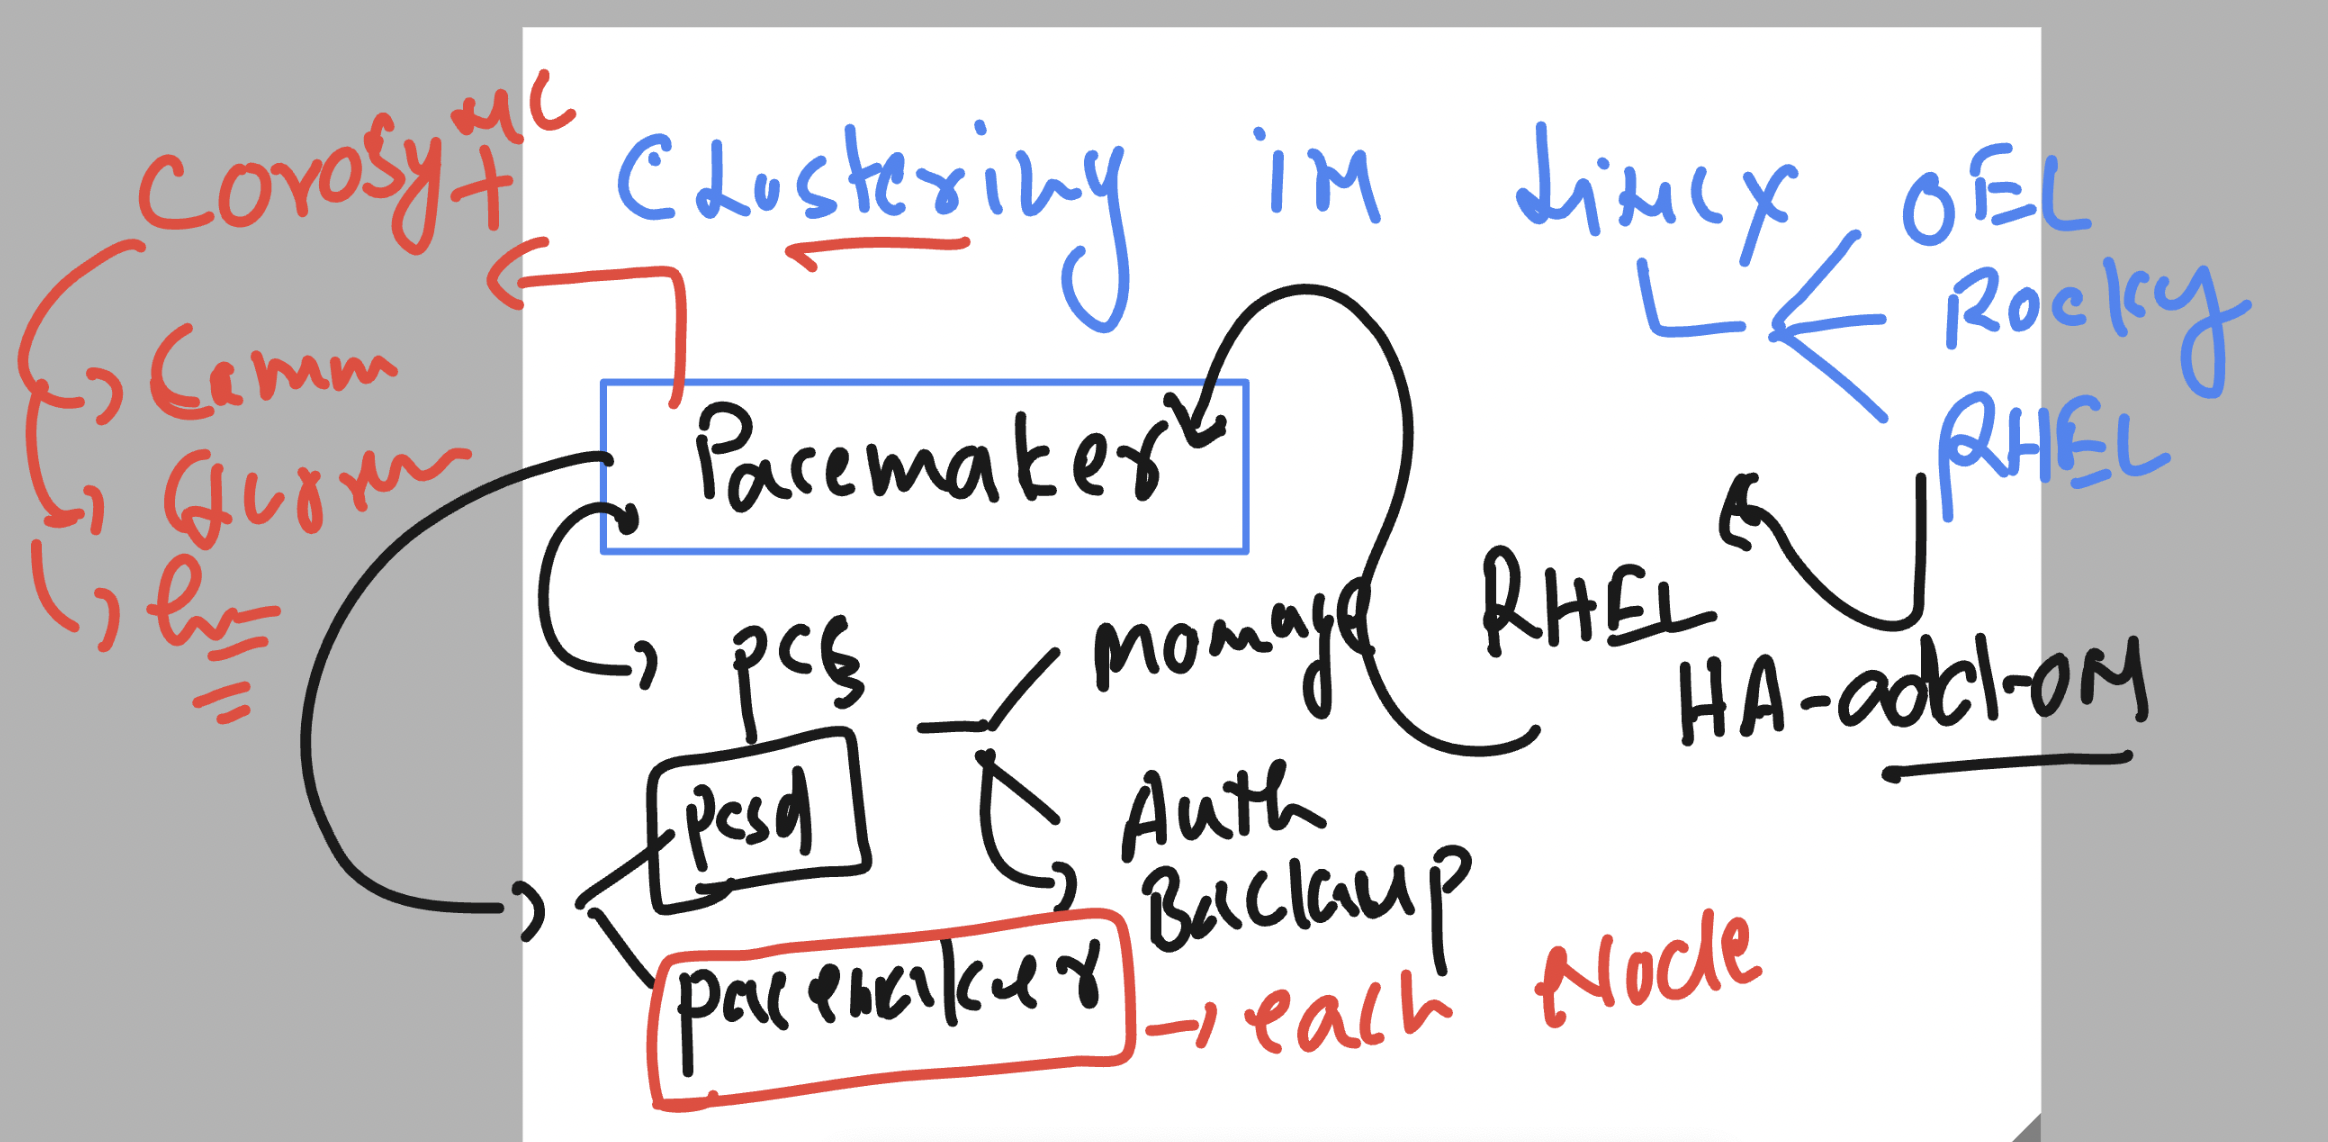 Corosync
+
Clustering in Linux
OEL
Rocky
RHEL
Comm
Pacemaker
RHEL
HA-add-on
pcs
Manage
pcsd
Auth
Backup
pacemaker
→ each Node